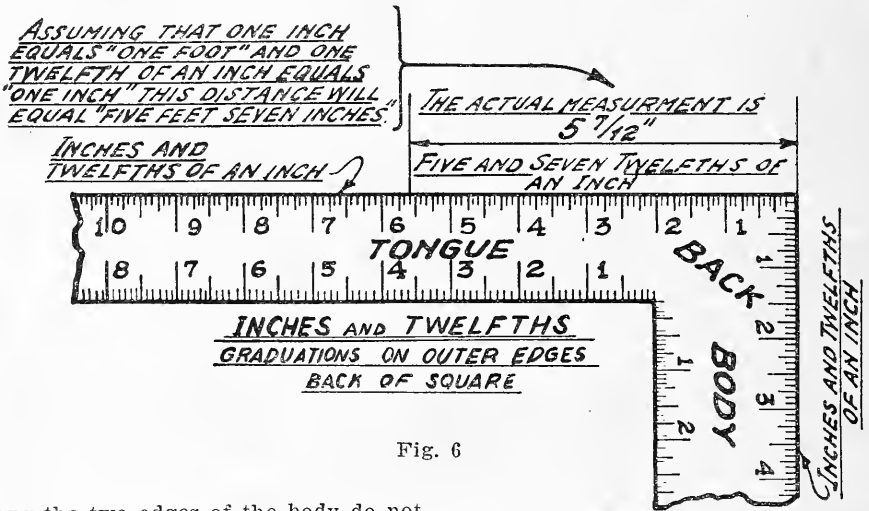 ASSUMING THAT ONE INCH
EQUALS "ONE FOOT" AND ONE
TWELFTH OF AN INCH EQUALS
"ONE INCH" THIS DISTANCE WILL
EQUAL "FIVE FEET SEVEN INCHES."
THE ACTUAL MEASURMENT IS
5 7/12"
FIVE AND SEVEN TWELFTHS OF
AN INCH
INCHES AND
TWELFTHS OF AN INCH
10 9 8 7 6 5 4 3 2 1
TONGUE
8 7 6 5 4 3 2 1
BACK
BODY
1
2
3
4
1
2
INCHES AND TWELFTHS
OF AN INCH
INCHES AND TWELFTHS
GRADUATIONS ON OUTER EDGES
BACK OF SQUARE
Fig. 6
the two edges of the body do not